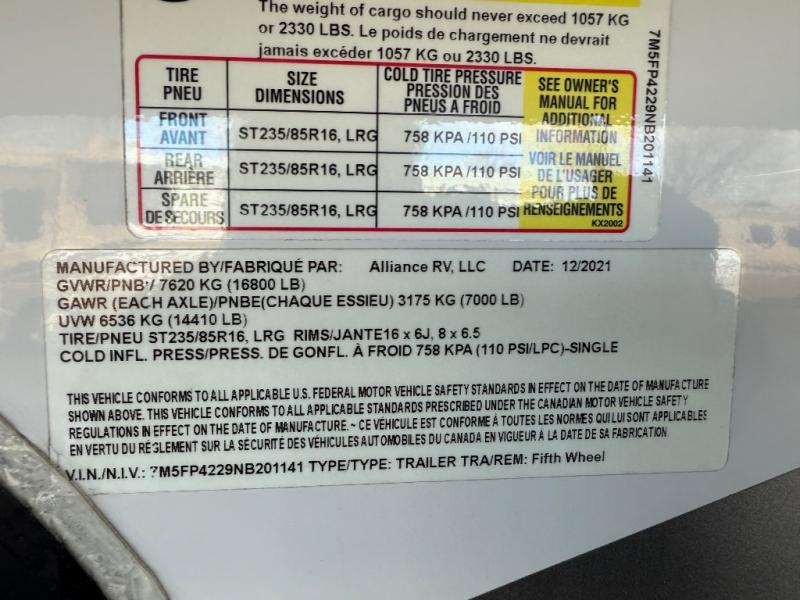 The weight of cargo should never exceed 1057 KG
or 2330 LBS. Le poids de chargement ne devrait
jamais excéder 1057 KG ou 2330 LBS.
TIRE
PNEU
SIZE
DIMENSIONS
COLD TIRE PRESSURE
PRESSION DES
PNEUS A FROID
SEE OWNER'S
MANUAL FOR
ADDITIONAL
INFORMATION
VOIR LE MANUEL
DE L'USAGER
POUR PLUS DE
RENSEIGNEMENTS
KX2002
FRONT
AVANT
ST235/85R16, LRG
758 KPA /110 PSI
REAR
ARRIÈRE
ST235/85R16, LRG
758 KPA /110 PSI
SPARE
DE SECOURS
ST235/85R16, LRG
758 KPA /110 PSI
7M5FP4229NB201141
MANUFACTURED BY/FABRIQUÉ PAR: Alliance RV, LLC DATE: 12/2021
GVWR/PNB*/ 7620 KG (16800 LB)
GAWR (EACH AXLE)/PNBE(CHAQUE ESSIEU) 3175 KG (7000 LB)
UVW 6536 KG (14410 LB)
TIRE/PNEU ST235/85R16, LRG RIMS/JANTE16 x 6J, 8 x 6.5
COLD INFL. PRESS/PRESS. DE GONFL. À FROID 758 KPA (110 PSI/LPC)-SINGLE
THIS VEHICLE CONFORMS TO ALL APPLICABLE U.S. FEDERAL MOTOR VEHICLE SAFETY STANDARDS IN EFFECT ON THE DATE OF MANUFACTURE
SHOWN ABOVE. THIS VEHICLE CONFORMS TO ALL APPLICABLE STANDARDS PRESCRIBED UNDER THE CANADIAN MOTOR VEHICLE SAFETY
REGULATIONS IN EFFECT ON THE DATE OF MANUFACTURE.~ CE VÉHICULE EST CONFORME À TOUTES LES NORMES QUI LUI SONT APPLICABLES
EN VERTU DU RÉGLEMENT SUR LA SÉCURITÉ DES VÉHICULES AUTOMOBILES DU CANADA EN VIGUEUR À LA DATE DE SA FABRICATION.
V.I.N./N.I.V.: 7M5FP4229NB201141 TYPE/TYPE: TRAILER TRA/REM: Fifth Wheel